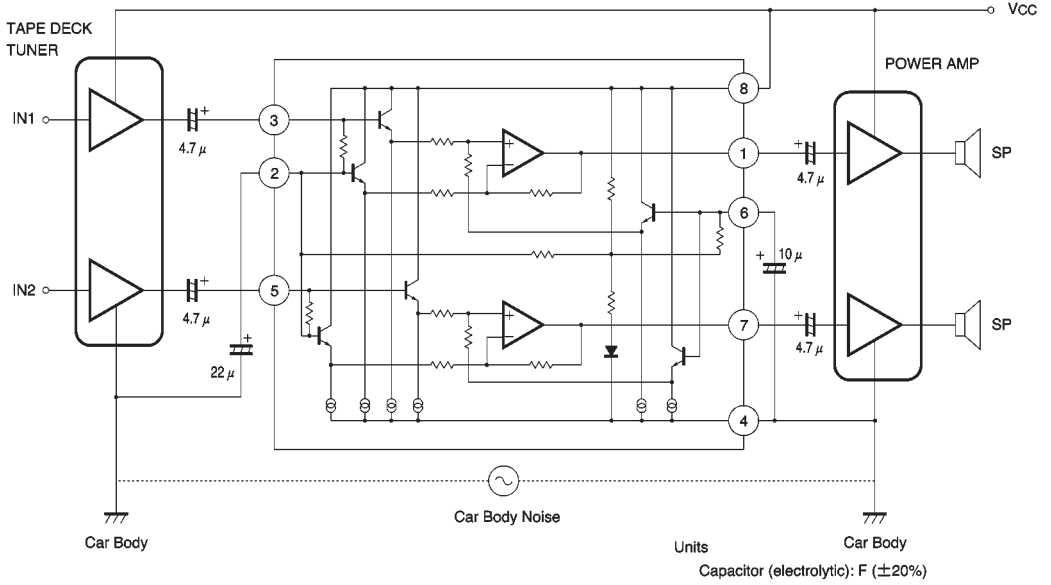 VCC
TAPE DECK
TUNER
POWER AMP
8
IN1
+
4.7 μ
3
+
−
1
+
4.7 μ
SP
2
6
+
10 μ
IN2
+
4.7 μ
5
+
−
7
+
4.7 μ
SP
+
22 μ
4
Car Body Noise
Car Body
Car Body
Units
Capacitor (electrolytic): F (±20%)